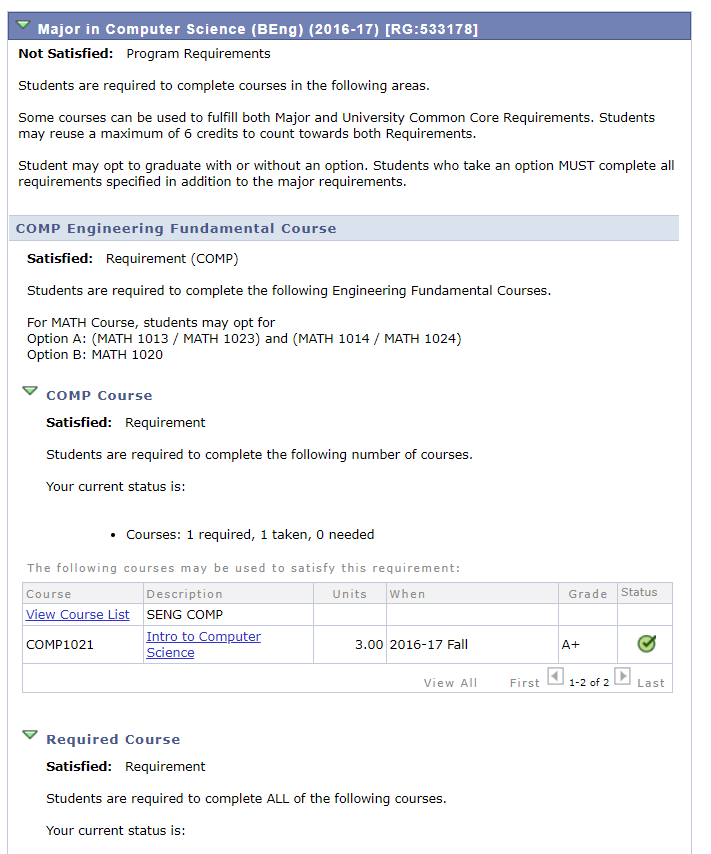 Major in Computer Science (BEng) (2016-17) [RG:533178]
Not Satisfied: Program Requirements
Students are required to complete courses in the following areas.
Some courses can be used to fulfill both Major and University Common Core Requirements. Students
may reuse a maximum of 6 credits to count towards both Requirements.
Student may opt to graduate with or without an option. Students who take an option MUST complete all
requirements specified in addition to the major requirements.
COMP Engineering Fundamental Course
Satisfied: Requirement (COMP)
Students are required to complete the following Engineering Fundamental Courses.
For MATH Course, students may opt for
Option A: (MATH 1013 / MATH 1023) and (MATH 1014 / MATH 1024)
Option B: MATH 1020
COMP Course
Satisfied: Requirement
Students are required to complete the following number of courses.
Your current status is:
• Courses: 1 required, 1 taken, 0 needed
The following courses may be used to satisfy this requirement:
Course Description Units When Grade Status
View Course List SENG COMP
COMP1021 Intro to Computer Science 3.00 2016-17 Fall A+
View All First 1-2 of 2 Last
Required Course
Satisfied: Requirement
Students are required to complete ALL of the following courses.
Your current status is: